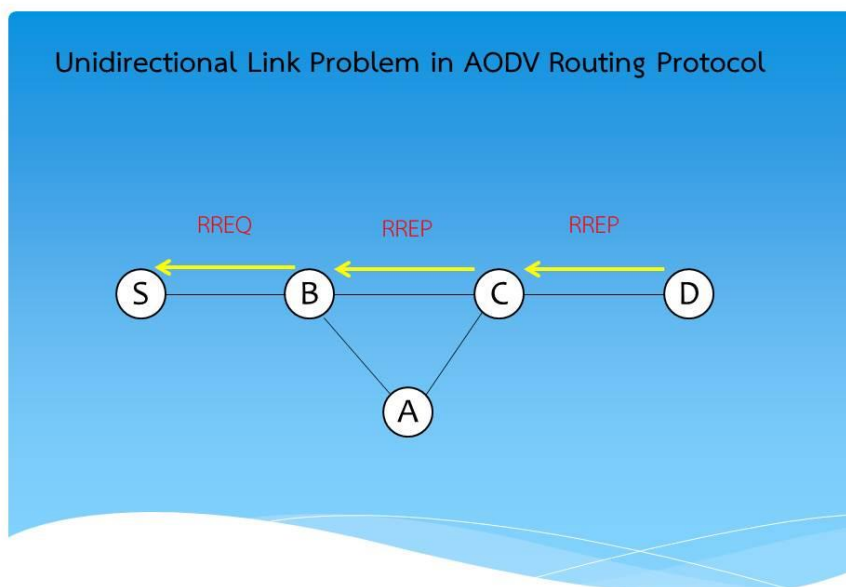 Unidirectional Link Problem in AODV Routing Protocol
RREQ RREP RREP
S B C D
A